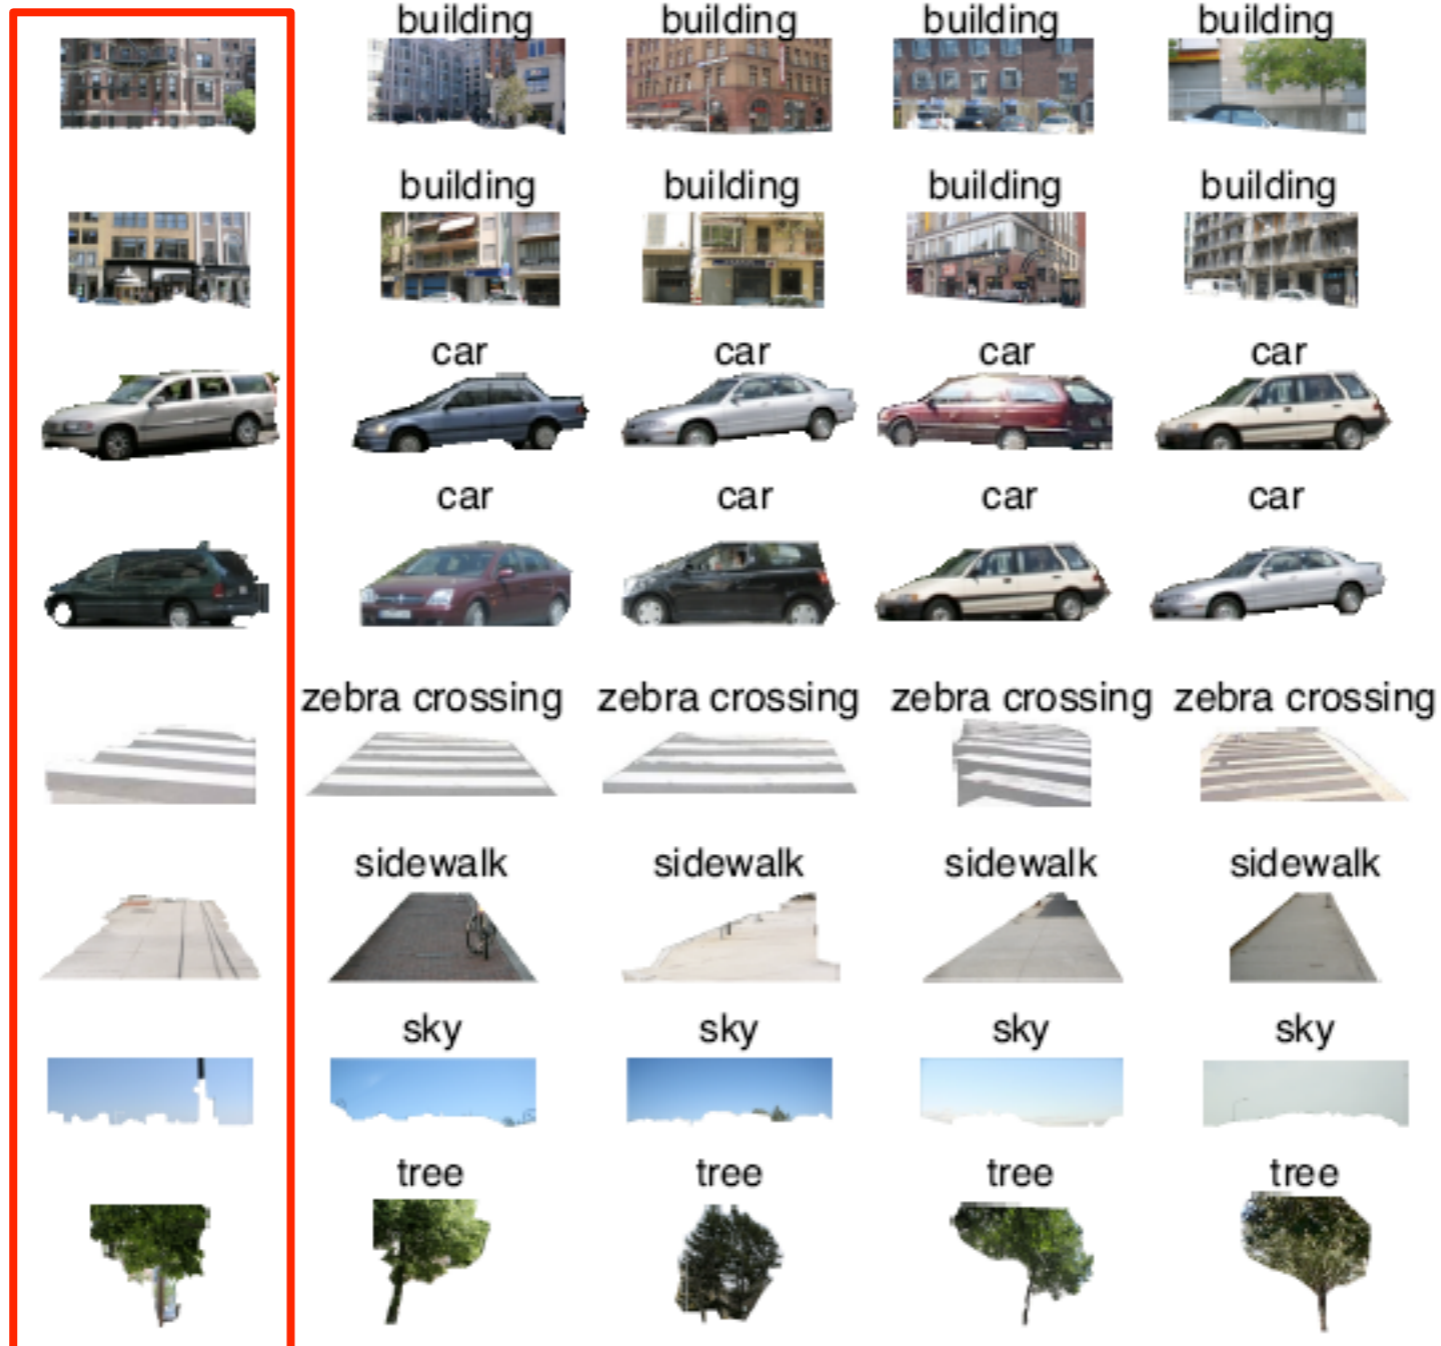 building building building building
building building building building
car car car car
car car car car
zebra crossing zebra crossing zebra crossing zebra crossing
sidewalk sidewalk sidewalk sidewalk
sky sky sky sky
tree tree tree tree